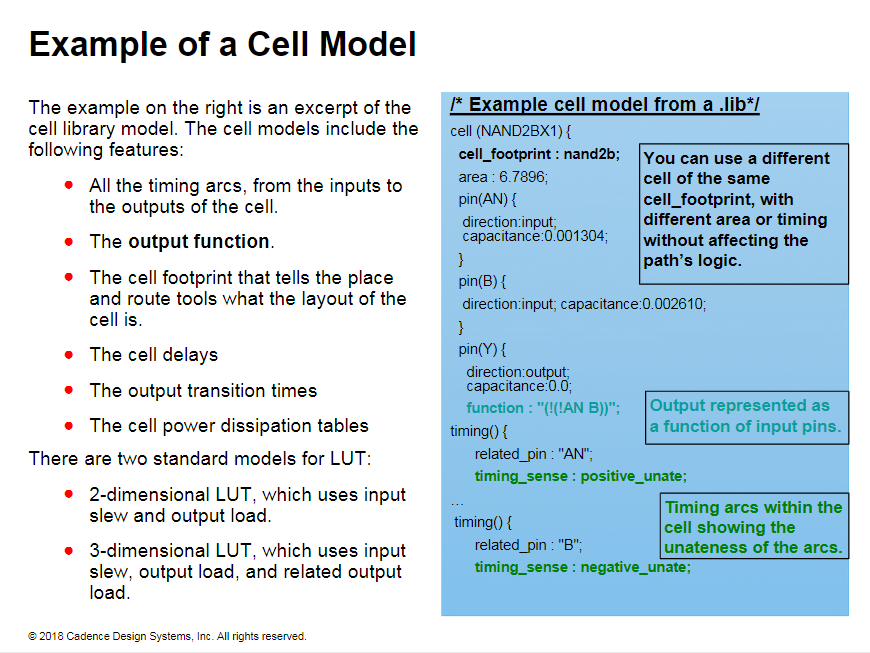 Example of a Cell Model
The example on the right is an excerpt of the
cell library model. The cell models include the
following features:
All the timing arcs, from the inputs to
the outputs of the cell.
The output function.
The cell footprint that tells the place
and route tools what the layout of the
cell is.
The cell delays
The output transition times
The cell power dissipation tables
There are two standard models for LUT:
2-dimensional LUT, which uses input
slew and output load.
3-dimensional LUT, which uses input
slew, output load, and related output
load.
/* Example cell model from a .lib*/
cell (NAND2BX1) {
cell_footprint : nand2b;
area : 6.7896;
pin(AN) {
direction:input;
capacitance:0.001304;
}
pin(B) {
direction:input; capacitance:0.002610;
}
pin(Y) {
direction:output;
capacitance:0.0;
function : "(!(!AN B))";
timing() {
related_pin : "AN";
timing_sense : positive_unate;
...
timing() {
related_pin : "B";
timing_sense : negative_unate;
You can use a different
cell of the same
cell_footprint, with
different area or timing
without affecting the
path's logic.
Output represented as
a function of input pins.
Timing arcs within the
cell showing the
unateness of the arcs.
© 2018 Cadence Design Systems, Inc. All rights reserved.